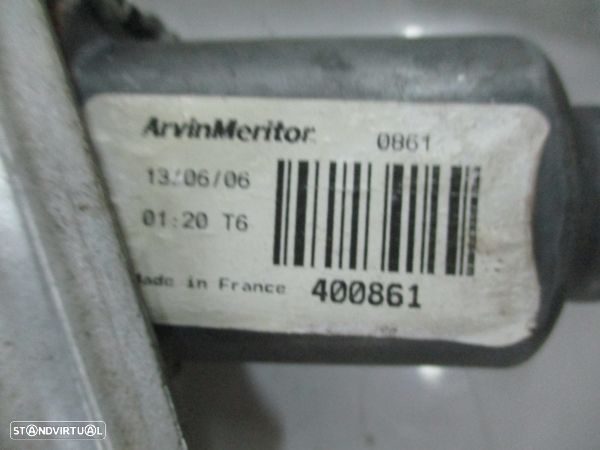 ArvinMeritor 0861
13/06/06
01:20 T6
Made in France 400861
STANDVIRTUAL